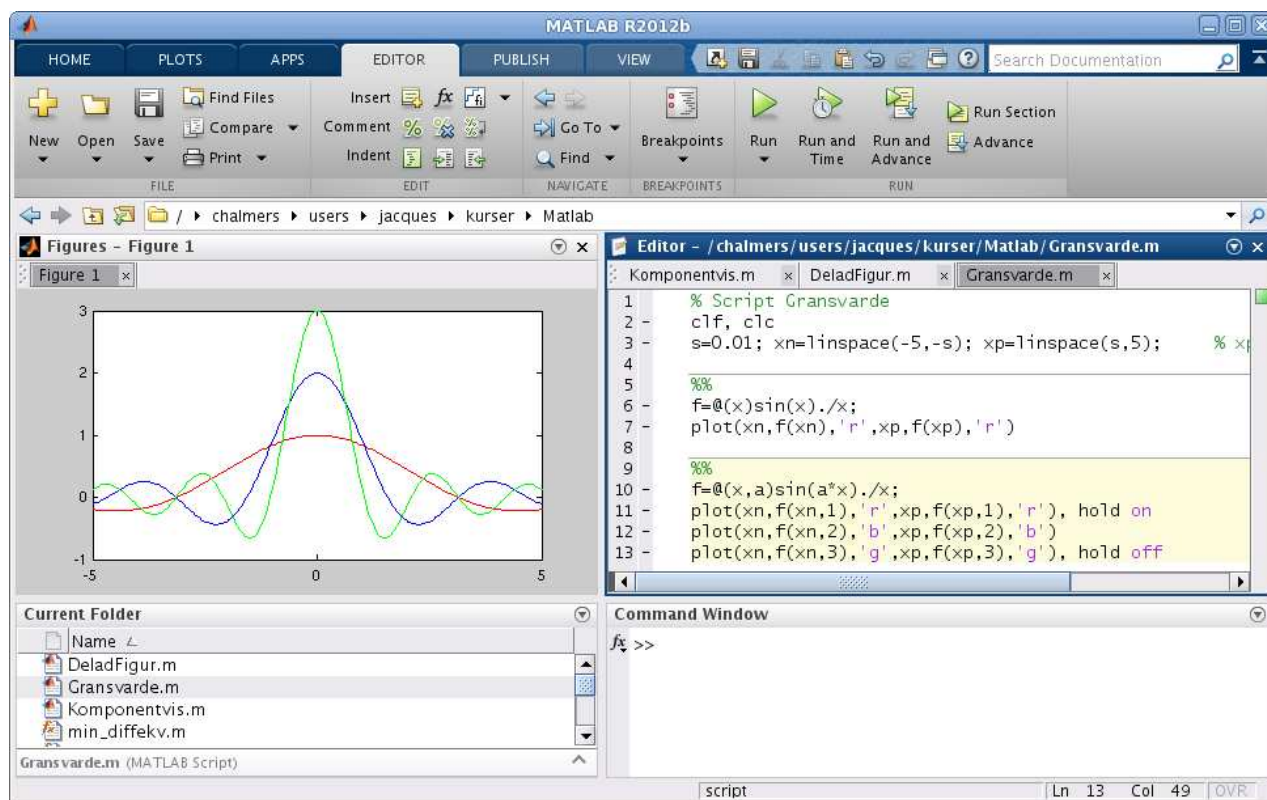 MATLAB R2012b
HOME PLOTS APPS EDITOR PUBLISH VIEW Search Documentation
New Open Save Find Files Compare Print
FILE
Insert fx fi
Comment % %
Indent
EDIT
Go To
Find
NAVIGATE
Breakpoints
BREAKPOINTS
Run Run and Time Run and Advance Run Section Advance
RUN
/ chalmers users jacques kurser Matlab
Figures - Figure 1
Figure 1
3
2
1
0
-1
-5 0 5
Editor - /chalmers/users/jacques/kurser/Matlab/Gransvarde.m
Komponentvis.m DeladFigur.m Gransvarde.m
1 % Script Gransvarde
2 - clf, clc
3 - s=0.01; xn=linspace(-5,-s); xp=linspace(s,5); % xp
4
5 %%
6 - f=@(x)sin(x)./x;
7 - plot(xn,f(xn),'r',xp,f(xp),'r')
8
9 %%
10 - f=@(x,a)sin(a*x)./x;
11 - plot(xn,f(xn,1),'r',xp,f(xp,1),'r'), hold on
12 - plot(xn,f(xn,2),'b',xp,f(xp,2),'b')
13 - plot(xn,f(xn,3),'g',xp,f(xp,3),'g'), hold off
Current Folder
Name
DeladFigur.m
Gransvarde.m
Komponentvis.m
min_diffekv.m
Gransvarde.m (MATLAB Script)
Command Window
fx >>
script Ln 13 Col 49 OVR